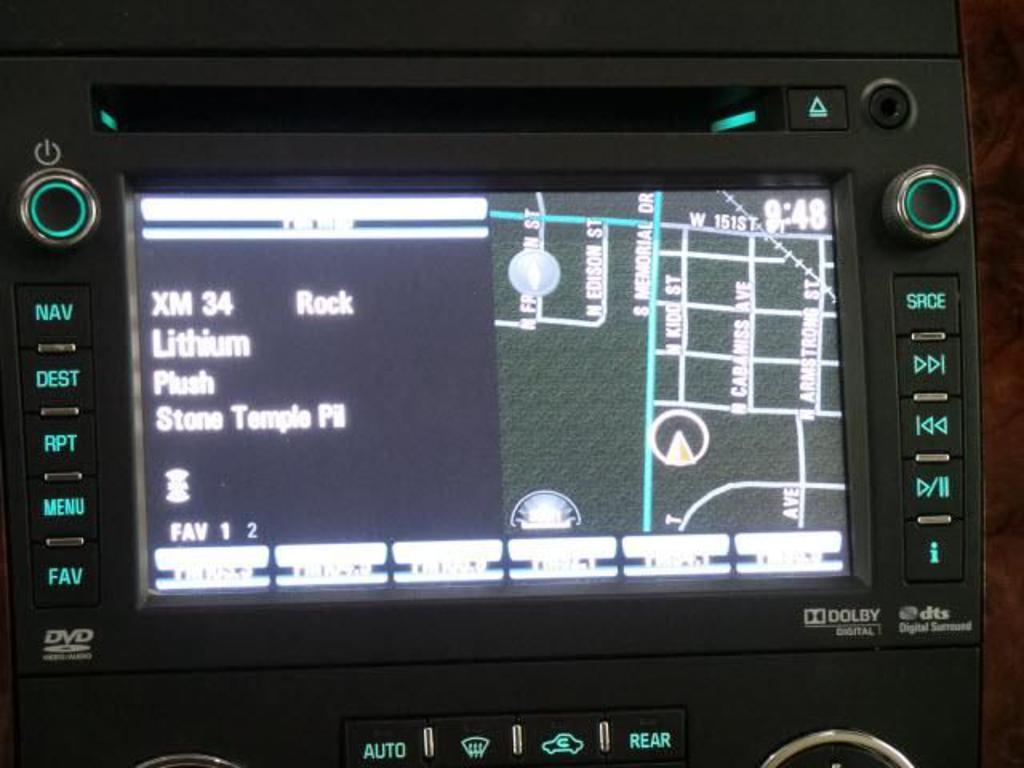 NAV
DEST
RPT
MENU
FAV
DVD
VIDEO/AUDIO
XM 34 Rock
Lithium
Plush
Stone Temple Pil
FAV 1 2
9:48
W 151ST
N EDISON ST
S MEMORIAL DR
N KIDD ST
N CABANISS AVE
N ARMSTRONG ST
AVE
T
SRCE
i
DOLBY
DIGITAL
dts
Digital Surround
AUTO
REAR